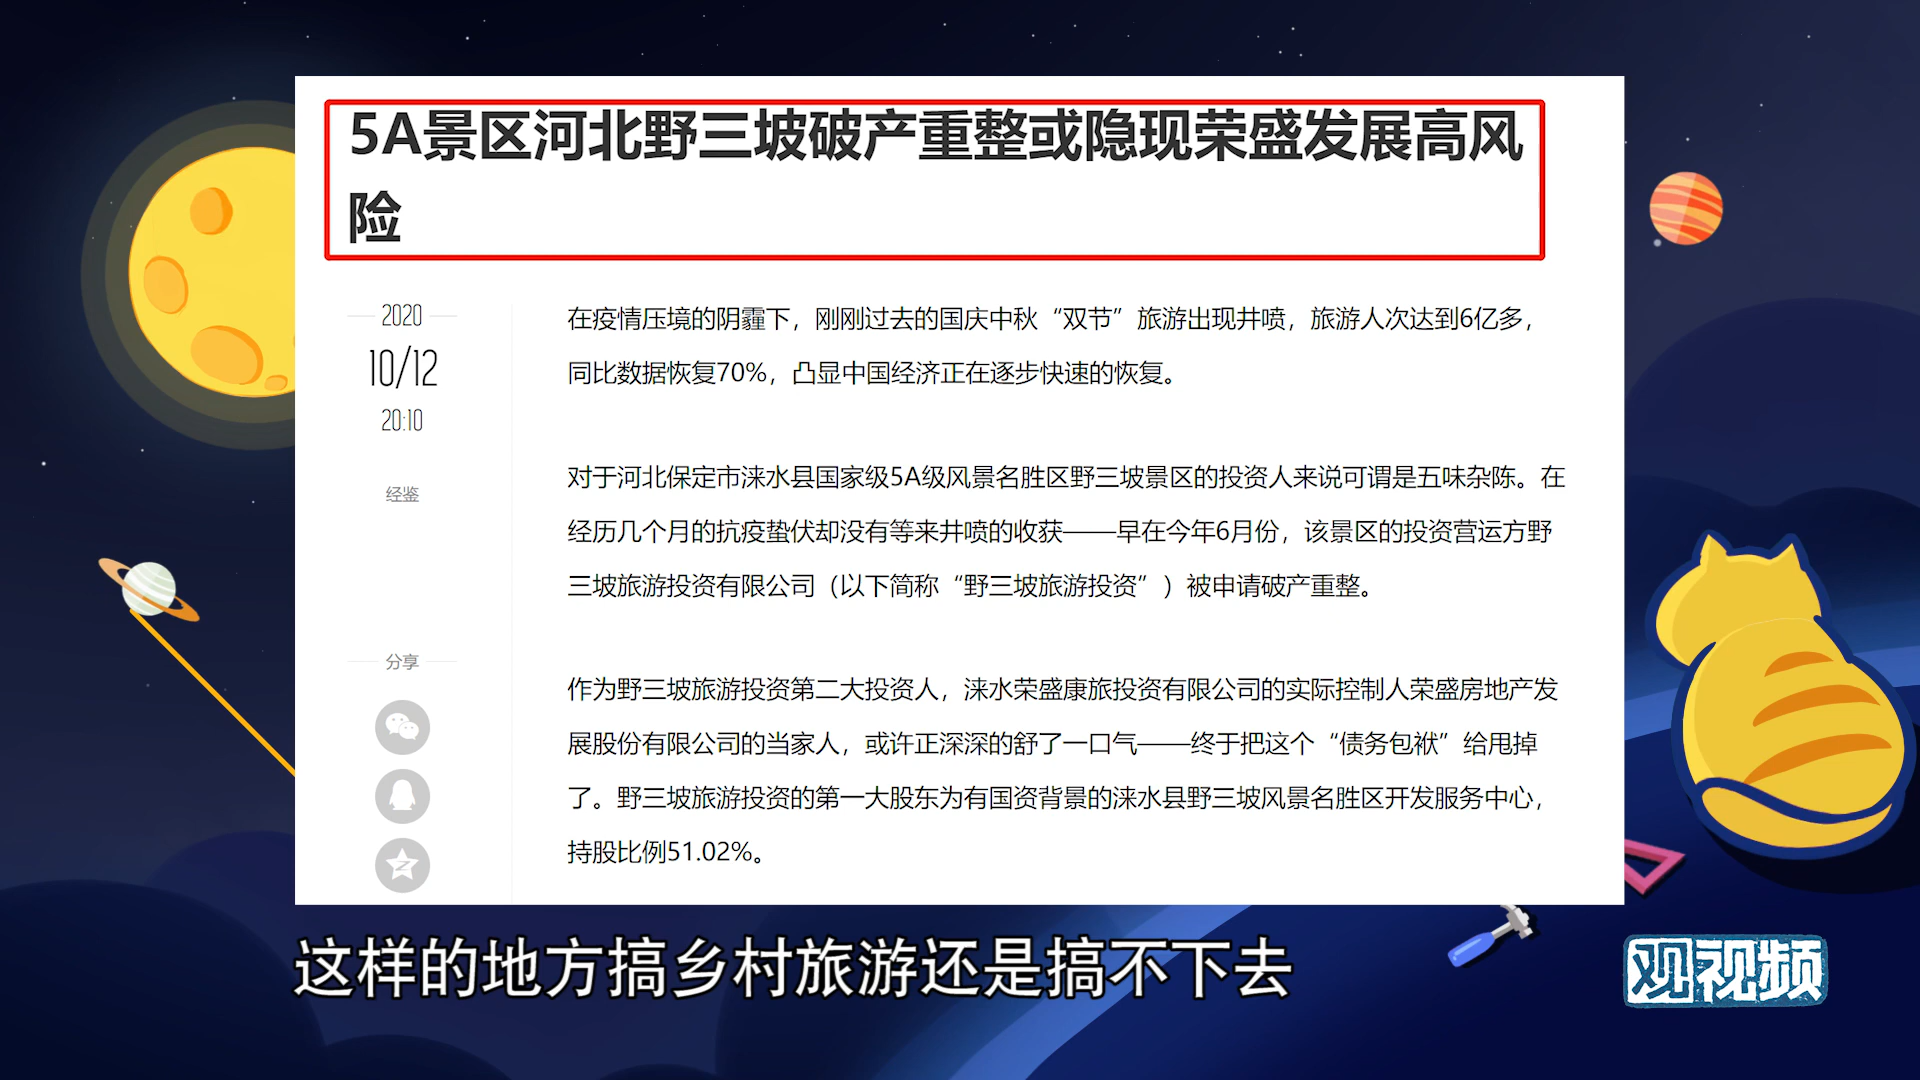 5A景区河北野三坡破产重整或隐现荣盛发展高风
险
2020
10/12
20:10
经鉴
分享
在疫情压境的阴霾下，刚刚过去的国庆中秋“双节”旅游出现井喷，旅游人次达到6亿多，
同比数据恢复70%，凸显中国经济正在逐步快速的恢复。
对于河北保定市涞水县国家级5A级风景名胜区野三坡景区的投资人来说可谓是五味杂陈。在
经历几个月的抗疫蛰伏却没有等来井喷的收获——早在今年6月份，该景区的投资营运方野
三坡旅游投资有限公司（以下简称“野三坡旅游投资”）被申请破产重整。
作为野三坡旅游投资第二大投资人，涞水荣盛康旅投资有限公司的实际控制人荣盛房地产发
展股份有限公司的当家人，或许正深深的舒了一口气——终于把这个“债务包袱”给甩掉
了。野三坡旅游投资的第一大股东为有国资背景的涞水县野三坡风景名胜区开发服务中心，
持股比例51.02%。
这样的地方搞乡村旅游还是搞不下去
观视频